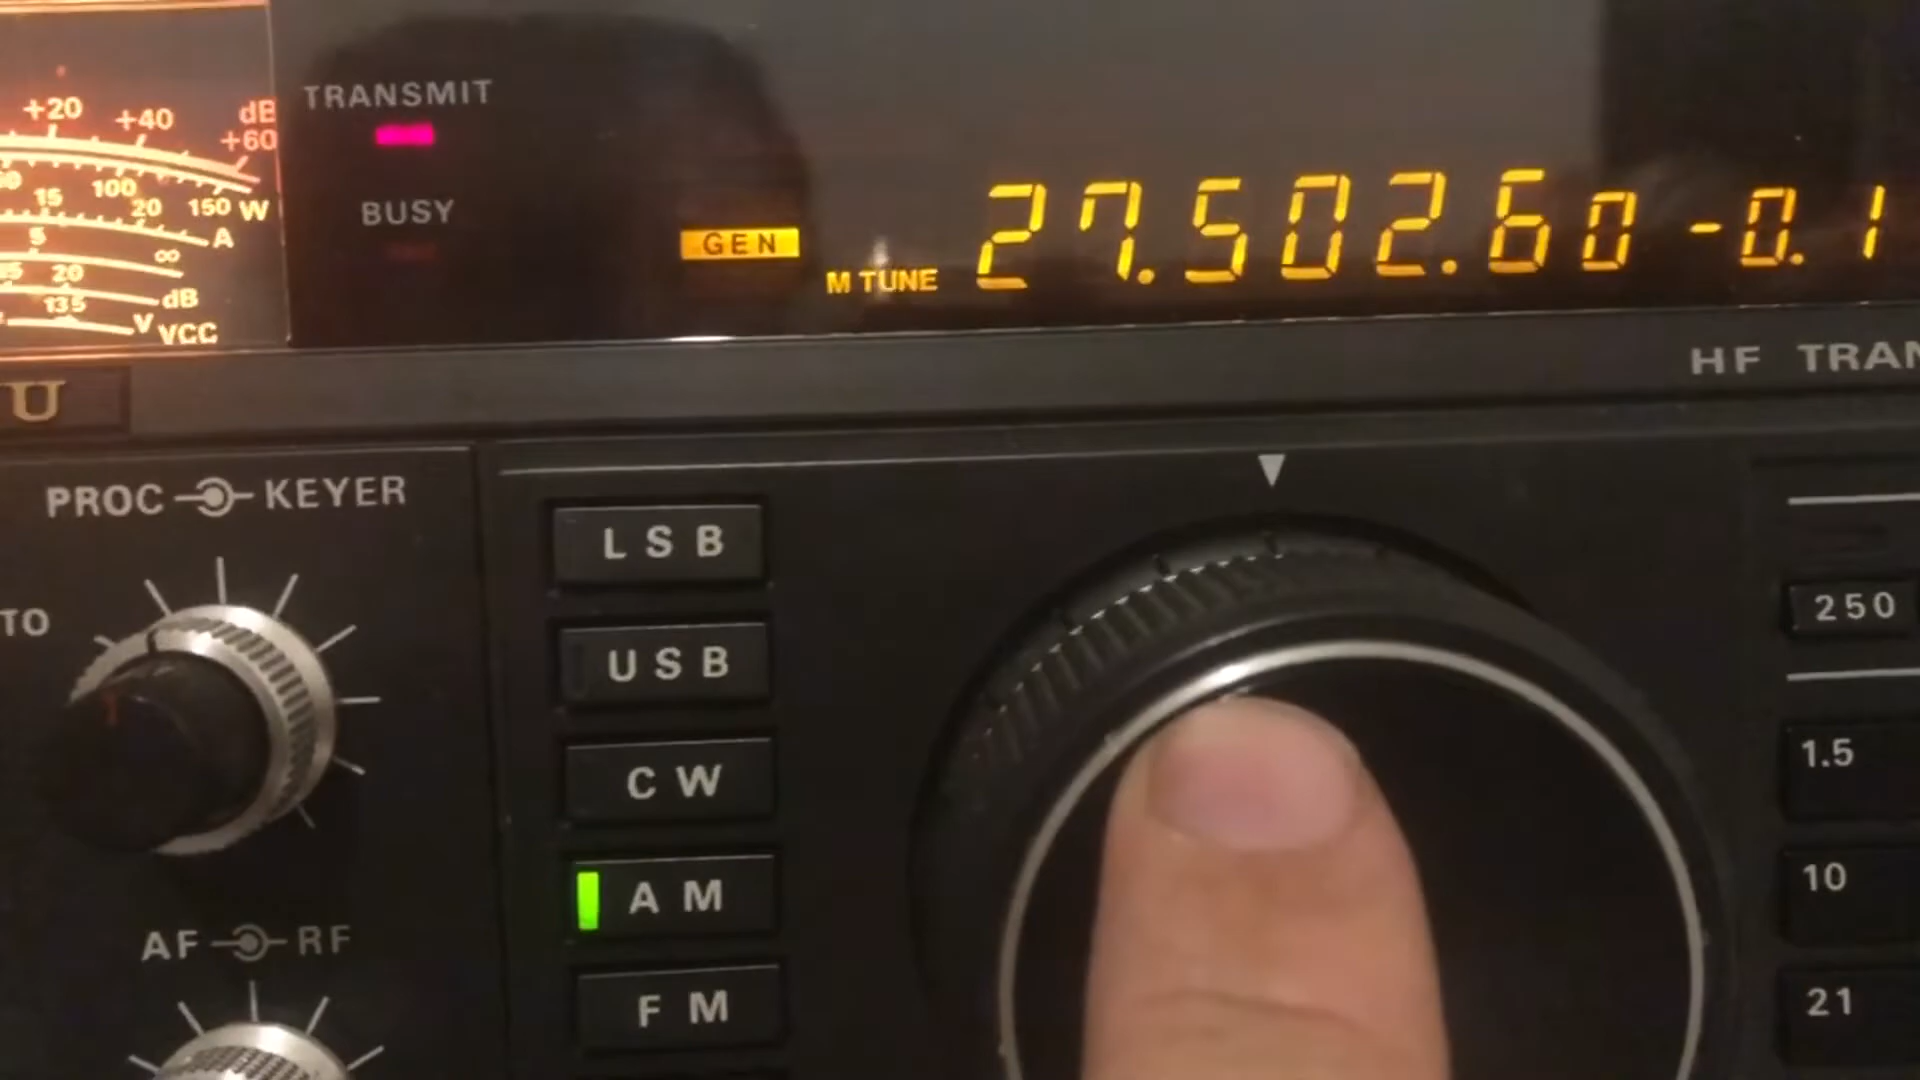 +20 +40 dB
+60
100
15 20 150 W
5 A
∞
20
dB
13.5
V VCC
TRANSMIT
BUSY
GEN
M TUNE
27.502.60 -0.1
U
HF TRAN
PROC KEYER
TO
AF RF
LSB
USB
CW
AM
FM
250
1.5
10
21